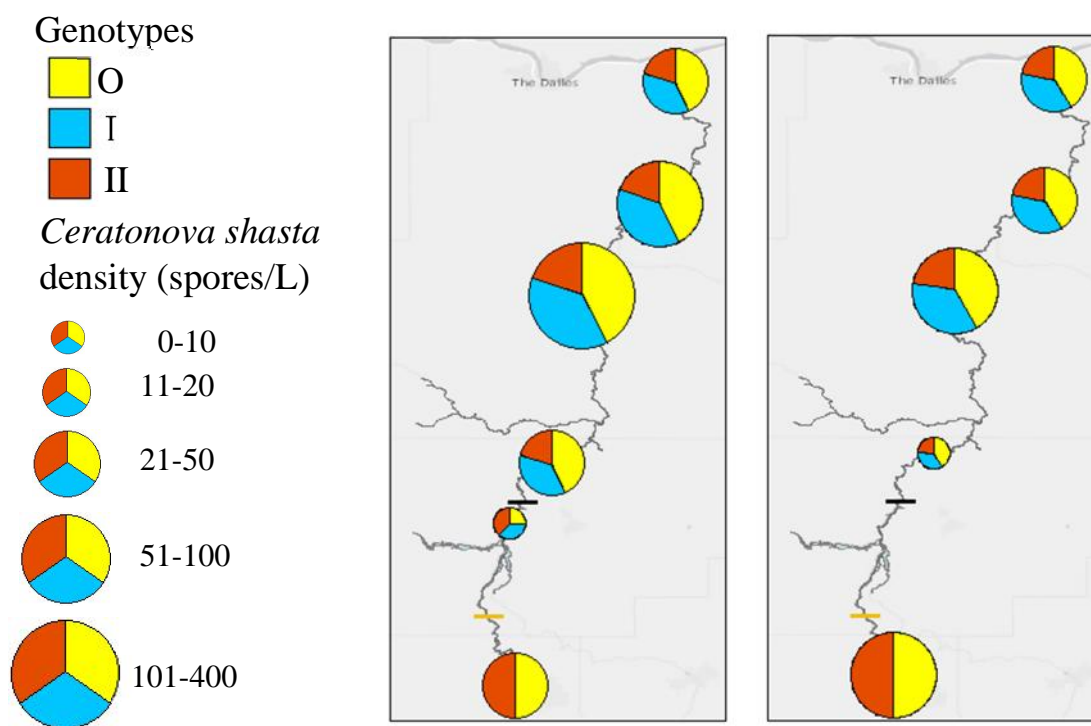 Genotypes
O
I
II
Ceratonova shasta
density (spores/L)
0-10
11-20
21-50
51-100
101-400
The Dalles
The Dalles